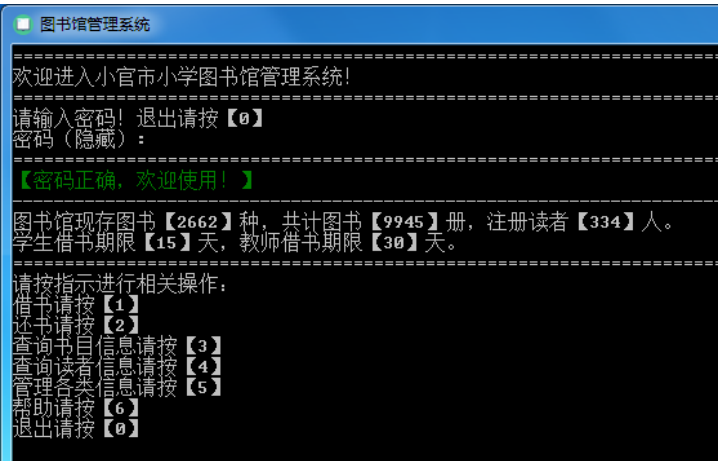 图书馆管理系统
欢迎进入小官市小学图书馆管理系统！
请输入密码！退出请按【0】
密码（隐藏）：
【密码正确，欢迎使用！】
图书馆现存图书【2662】种，共计图书【9945】册，注册读者【334】人。
学生借书期限【15】天，教师借书期限【30】天。
请按指示进行相关操作：
借书请按【1】
还书请按【2】
查询书目信息请按【3】
查询读者信息请按【4】
管理各类信息请按【5】
帮助请按【6】
退出请按【0】